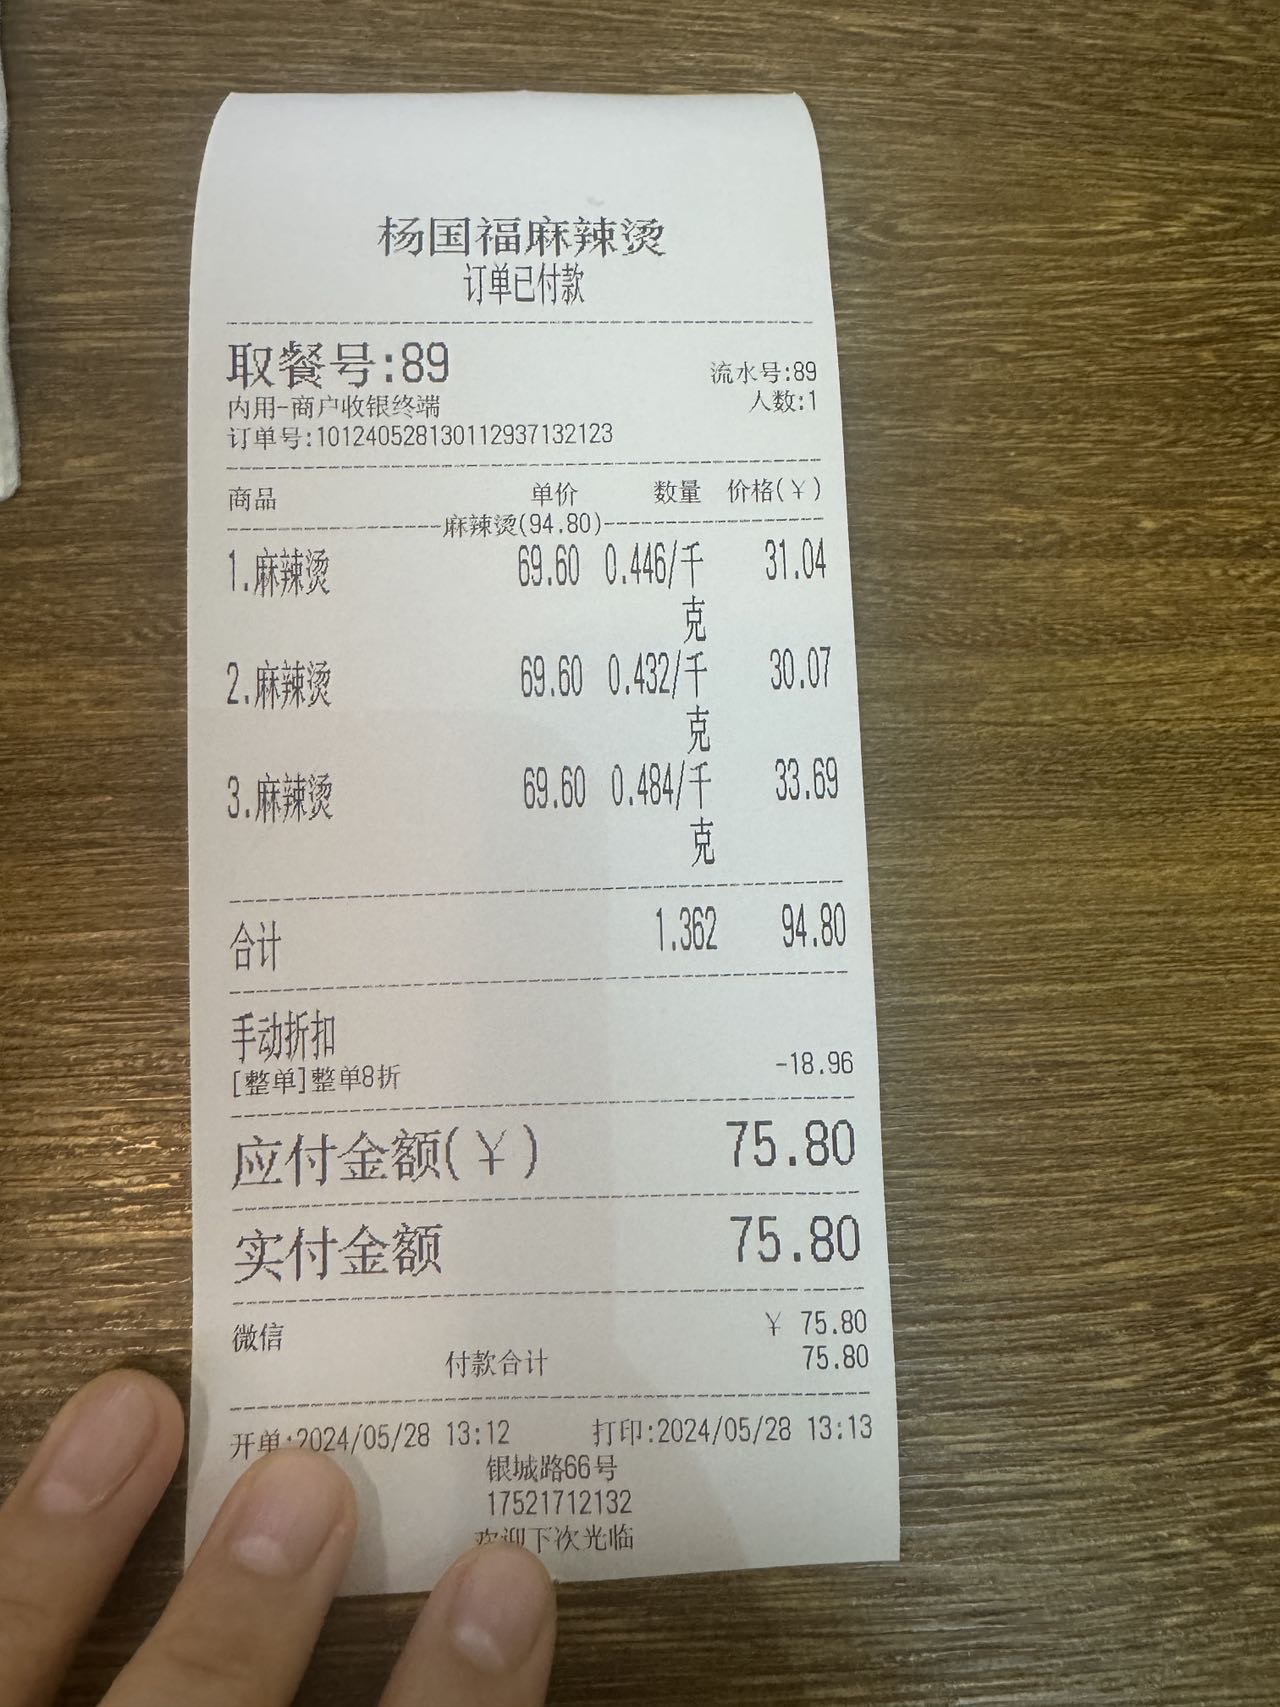 杨国福麻辣烫
订单已付款
取餐号:89 流水号:89
内用-商户收银终端 人数:1
订单号:101240528130112937132123
商品 单价 数量 价格(¥)
麻辣烫(94.80)
1.麻辣烫 69.60 0.446/千克 31.04
2.麻辣烫 69.60 0.432/千克 30.07
3.麻辣烫 69.60 0.484/千克 33.69
合计 1.362 94.80
手动折扣
[整单]整单8折 -18.96
应付金额(¥) 75.80
实付金额 75.80
微信 ¥ 75.80
付款合计 75.80
开单:2024/05/28 13:12 打印:2024/05/28 13:13
银城路66号
17521712132
欢迎下次光临